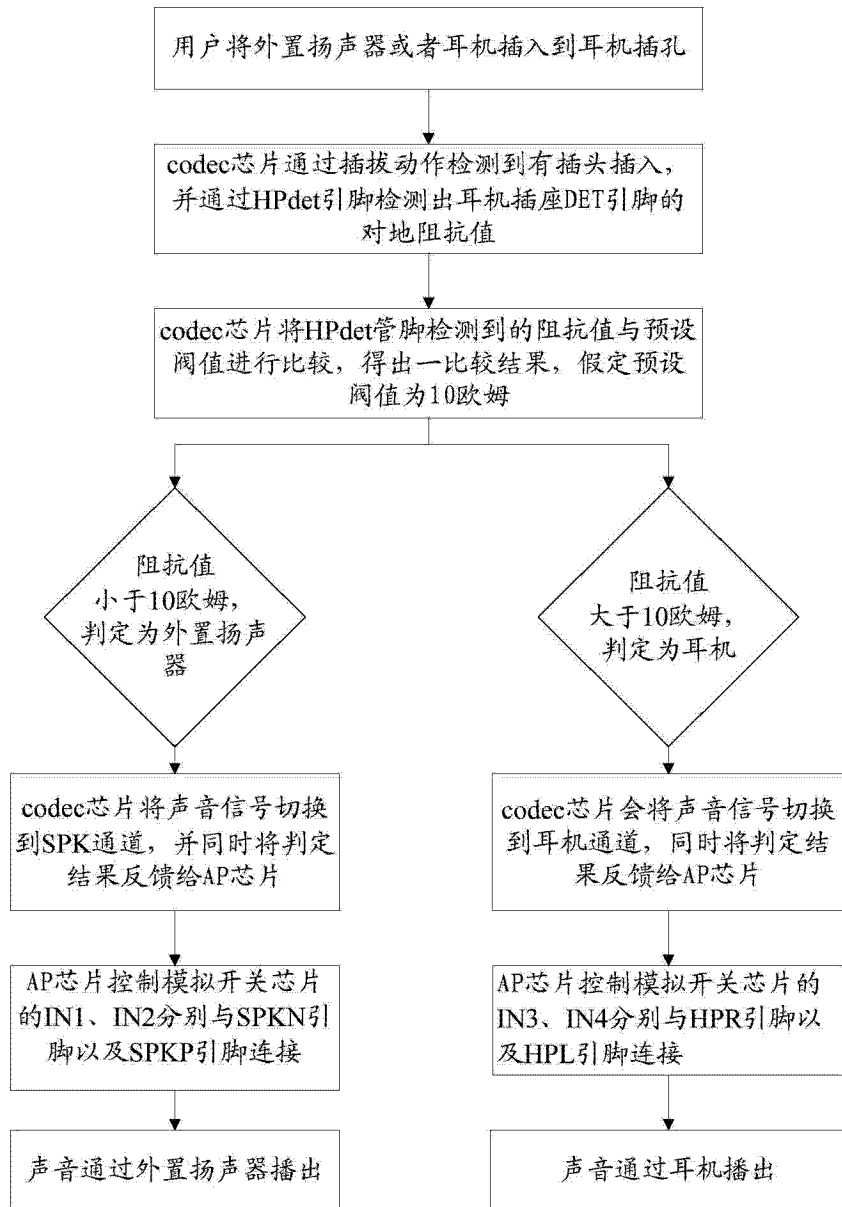 用户将外置扬声器或者耳机插入到耳机插孔
codec芯片通过插拔动作检测到有插头插入，
并通过HPdet引脚检测出耳机插座DET引脚的
对地阻抗值
codec芯片将HPdet管脚检测到的阻抗值与预设
阀值进行比较，得出一比较结果，假定预设
阀值为10欧姆
阻抗值
小于10欧姆，
判定为外置扬声
器
阻抗值
大于10欧姆，
判定为耳机
codec芯片将声音信号切换
到SPK通道，并同时将判定
结果反馈给AP芯片
codec芯片会将声音信号切换
到耳机通道，同时将判定结
果反馈给AP芯片
AP芯片控制模拟开关芯片
的IN1、IN2分别与SPKN引
脚以及SPKP引脚连接
AP芯片控制模拟开关芯片的
IN3、IN4分别与HPR引脚以
及HPL引脚连接
声音通过外置扬声器播出
声音通过耳机播出